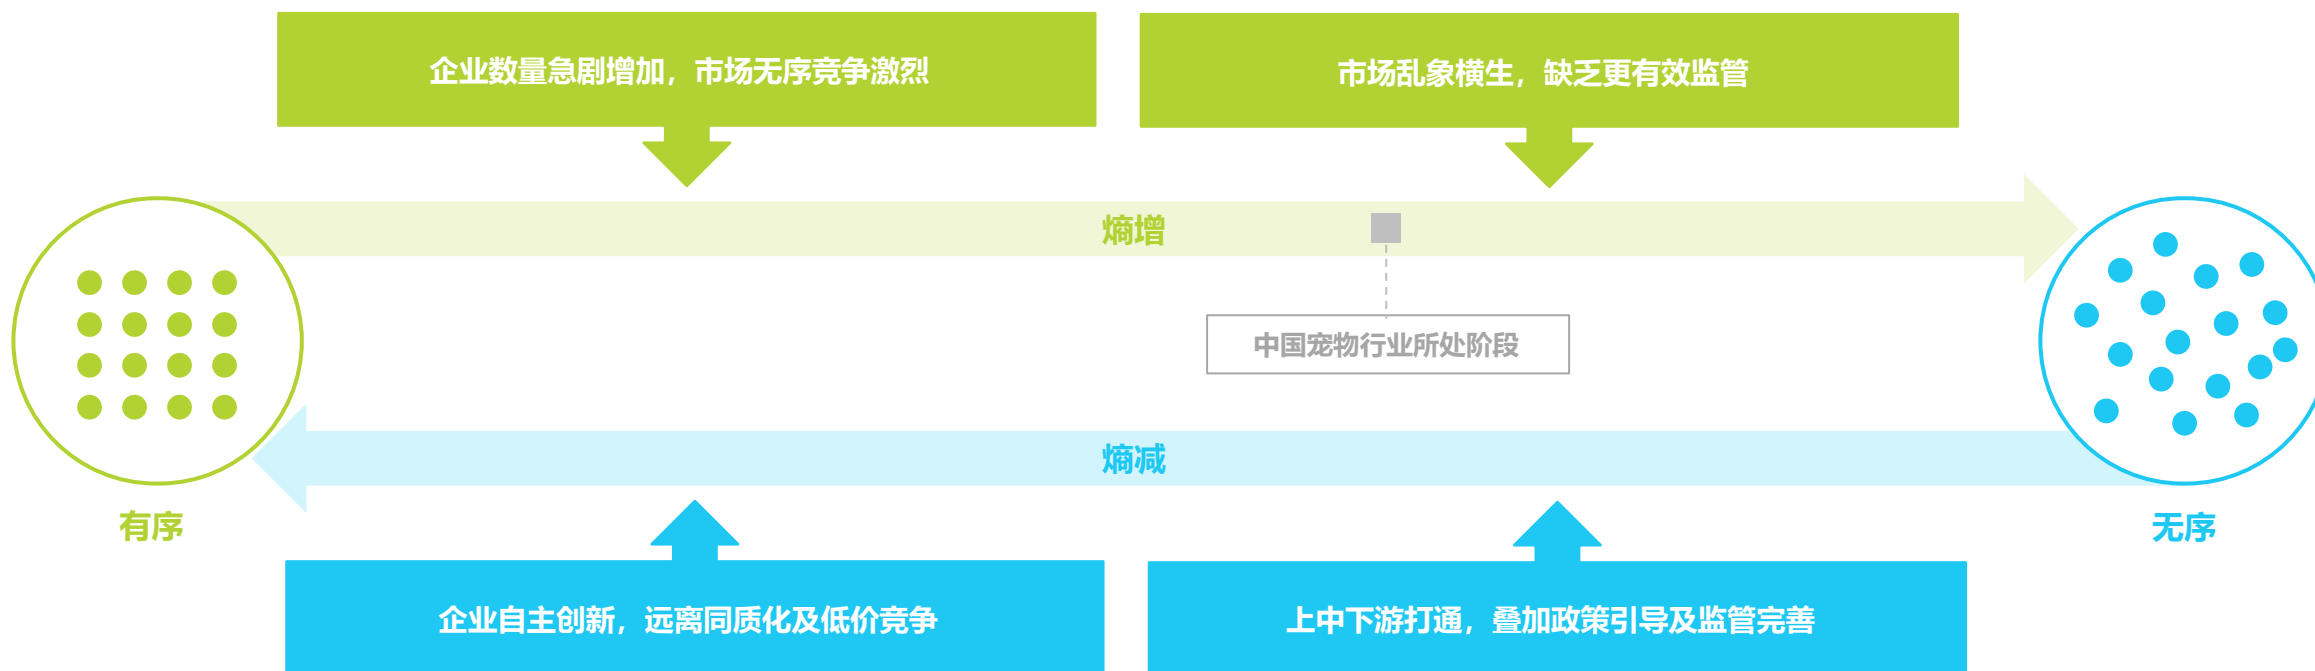 企业数量急剧增加，市场无序竞争激烈
市场乱象横生，缺乏更有效监管
熵增
中国宠物行业所处阶段
熵减
有序
无序
企业自主创新，远离同质化及低价竞争
上中下游打通，叠加政策引导及监管完善